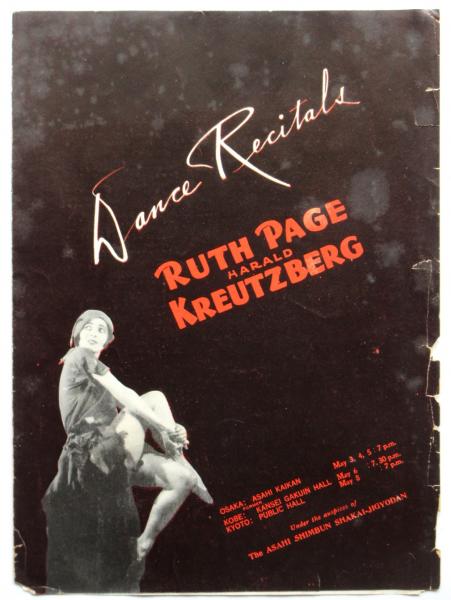 Dance Recitals
RUTH PAGE
HARALD
KREUTZBERG
OSAKA: ASAHI KAIKAN May 3, 4, 5 : 7 p.m.
KOBE: KANSEI GAKUIN HALL May 6 : 7.30 p.m.
KYOTO: PUBLIC HALL May 8 : 7 p.m.
Under the auspices of
The ASAHI SHIMBUN SHAKAI-JIGYODAN